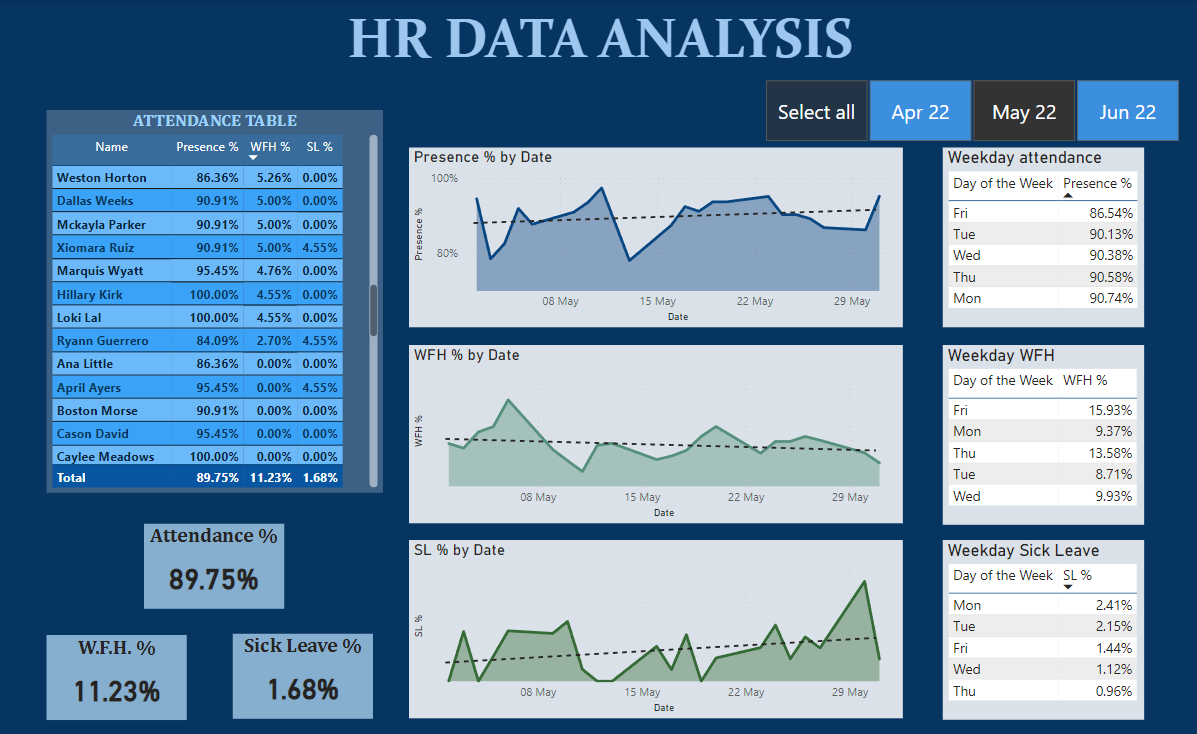 HR DATA ANALYSIS
Select all Apr 22 May 22 Jun 22
ATTENDANCE TABLE
Name Presence % WFH % SL %
Weston Horton 86.36% 5.26% 0.00%
Dallas Weeks 90.91% 5.00% 0.00%
Mckayla Parker 90.91% 5.00% 0.00%
Xiomara Ruiz 90.91% 5.00% 4.55%
Marquis Wyatt 95.45% 4.76% 0.00%
Hillary Kirk 100.00% 4.55% 0.00%
Loki Lal 100.00% 4.55% 0.00%
Ryann Guerrero 84.09% 2.70% 4.55%
Ana Little 86.36% 0.00% 0.00%
April Ayers 95.45% 0.00% 4.55%
Boston Morse 90.91% 0.00% 0.00%
Cason David 95.45% 0.00% 0.00%
Caylee Meadows 100.00% 0.00% 0.00%
Total 89.75% 11.23% 1.68%
Attendance %
89.75%
W.F.H. %
11.23%
Sick Leave %
1.68%
Presence % by Date
Presence %
100%
80%
08 May 15 May 22 May 29 May
Date
WFH % by Date
WFH %
08 May 15 May 22 May 29 May
Date
SL % by Date
SL %
08 May 15 May 22 May 29 May
Date
Weekday attendance
Day of the Week Presence %
Fri 86.54%
Tue 90.13%
Wed 90.38%
Thu 90.58%
Mon 90.74%
Weekday WFH
Day of the Week WFH %
Fri 15.93%
Mon 9.37%
Thu 13.58%
Tue 8.71%
Wed 9.93%
Weekday Sick Leave
Day of the Week SL %
Mon 2.41%
Tue 2.15%
Fri 1.44%
Wed 1.12%
Thu 0.96%